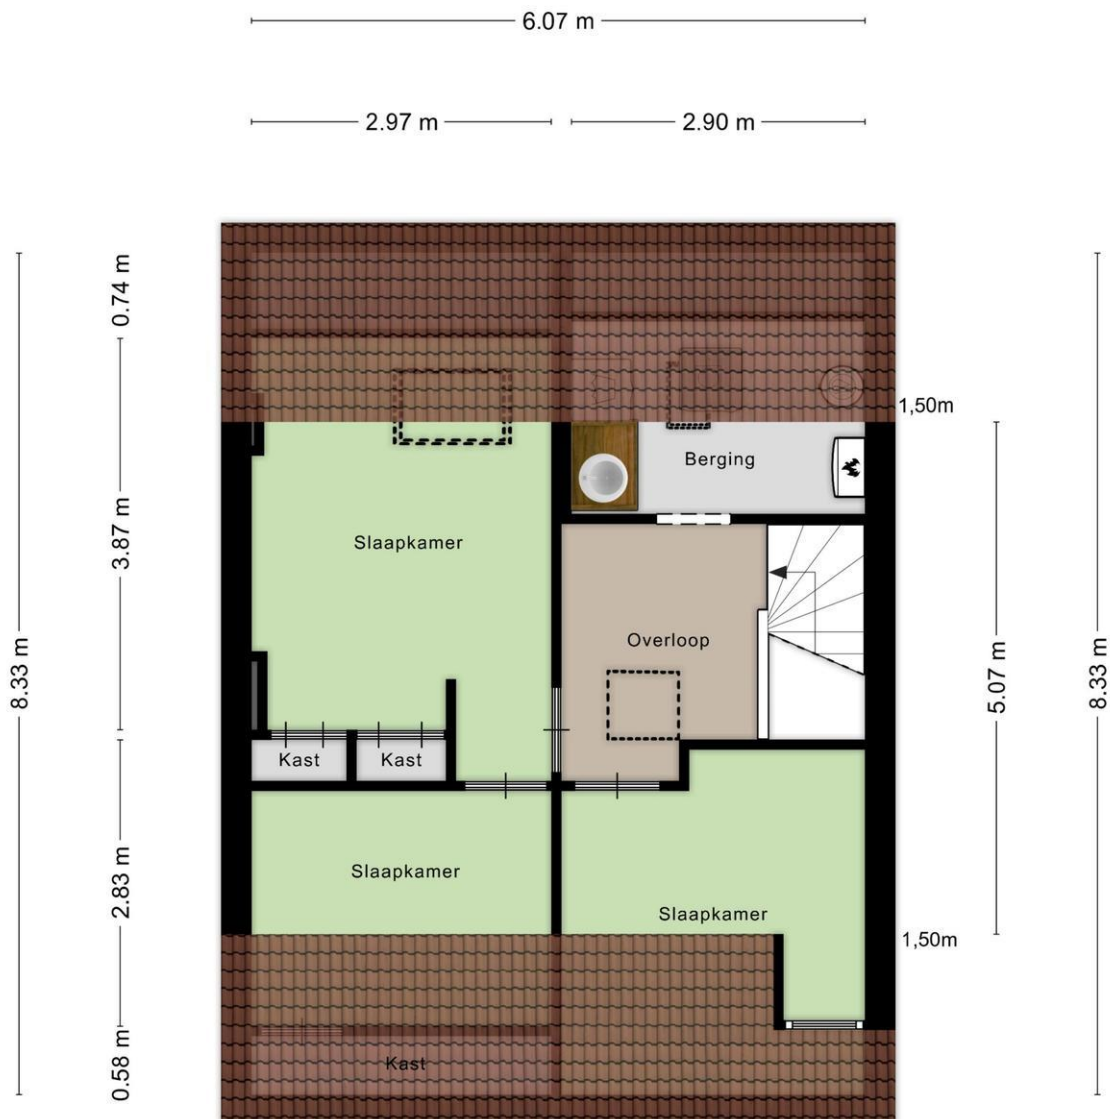 6.07 m
2.97 m
2.90 m
0.74 m
1,50m
Berging
3.87 m
Slaapkamer
Overloop
8.33 m
5.07 m
8.33 m
Kast
Kast
2.83 m
Slaapkamer
Slaapkamer
1,50m
0.58 m
Kast